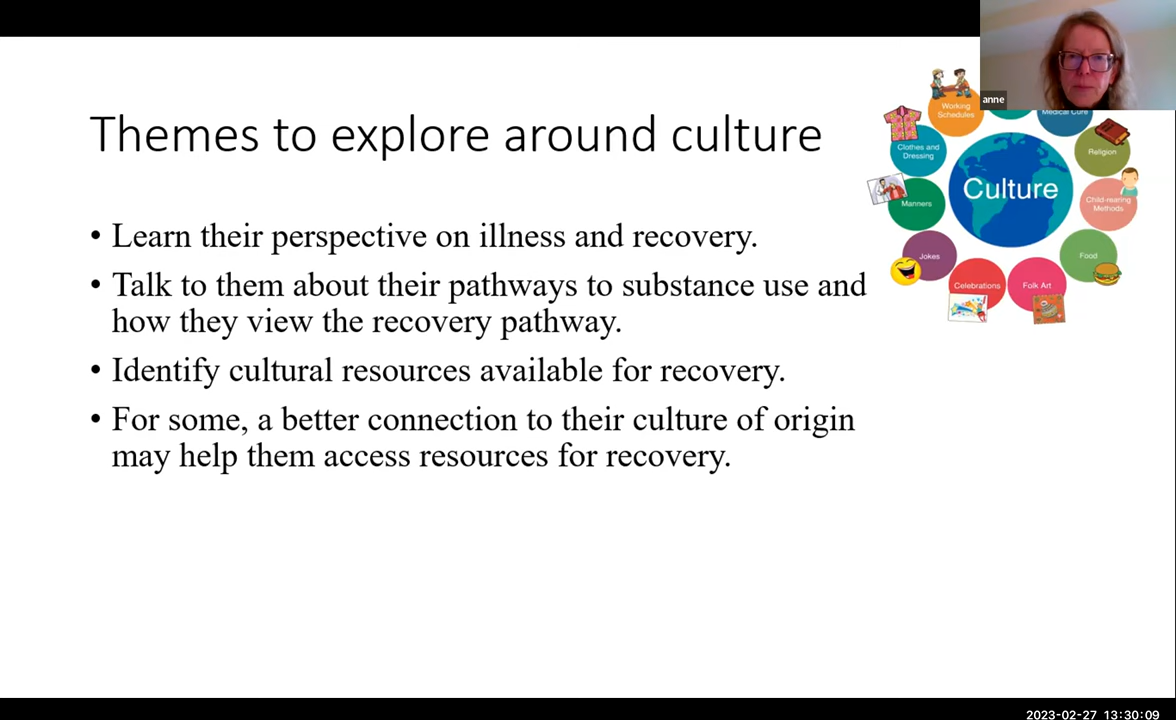 Themes to explore around culture
• Learn their perspective on illness and recovery.
• Talk to them about their pathways to substance use and
how they view the recovery pathway.
• Identify cultural resources available for recovery.
• For some, a better connection to their culture of origin
may help them access resources for recovery.
anne
Working
Schedules
Medical Cure
Clothes and
Dressing
Religion
Culture
Manners
Child-rearing
Methods
Jokes
Food
Celebrations
Folk Art
2023-02-27 13:30:09